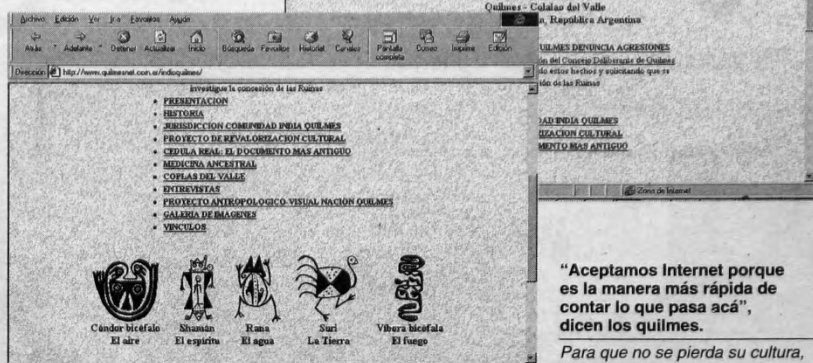 Quilmes - Colalao del Valle
República Argentina
UILMES DENUNCIA AGRESIONES
ón del Concejo Deliberante de Quilmes
do estos hechos y solicitando que se
ión de las Ruinas
AD INDIA QUILMES
RIZACION CULTURAL
MENTO MAS ANTIGUO
Zona de Internet
Archivo Edición Ver Ir a Favoritos Ayuda
Atrás Adelante Detener Actualizar Inicio Búsqueda Favoritos Historial Canales Pantalla completa Correo Imprimir Edición
Dirección http://www.quilmesnet.com.ar/indioquilmes/
investigue la concesión de las Ruinas
• PRESENTACION
• HISTORIA
• JURISDICCION COMUNIDAD INDIA QUILMES
• PROYECTO DE REVALORIZACION CULTURAL
• CEDULA REAL: EL DOCUMENTO MAS ANTIGUO
• MEDICINA ANCESTRAL
• COPLAS DEL VALLE
• ENTREVISTAS
• PROYECTO ANTROPOLOGICO-VISUAL NACION QUILMES
• GALERIA DE IMAGENES
• VINCULOS
Cóndor bicéfalo Shamán Rana Suri Víbora bicéfala
El aire El espíritu El agua La Tierra El fuego
"Aceptamos Internet porque
es la manera más rápida de
contar lo que pasa acá",
dicen los quilmes.
Para que no se pierda su cultura,